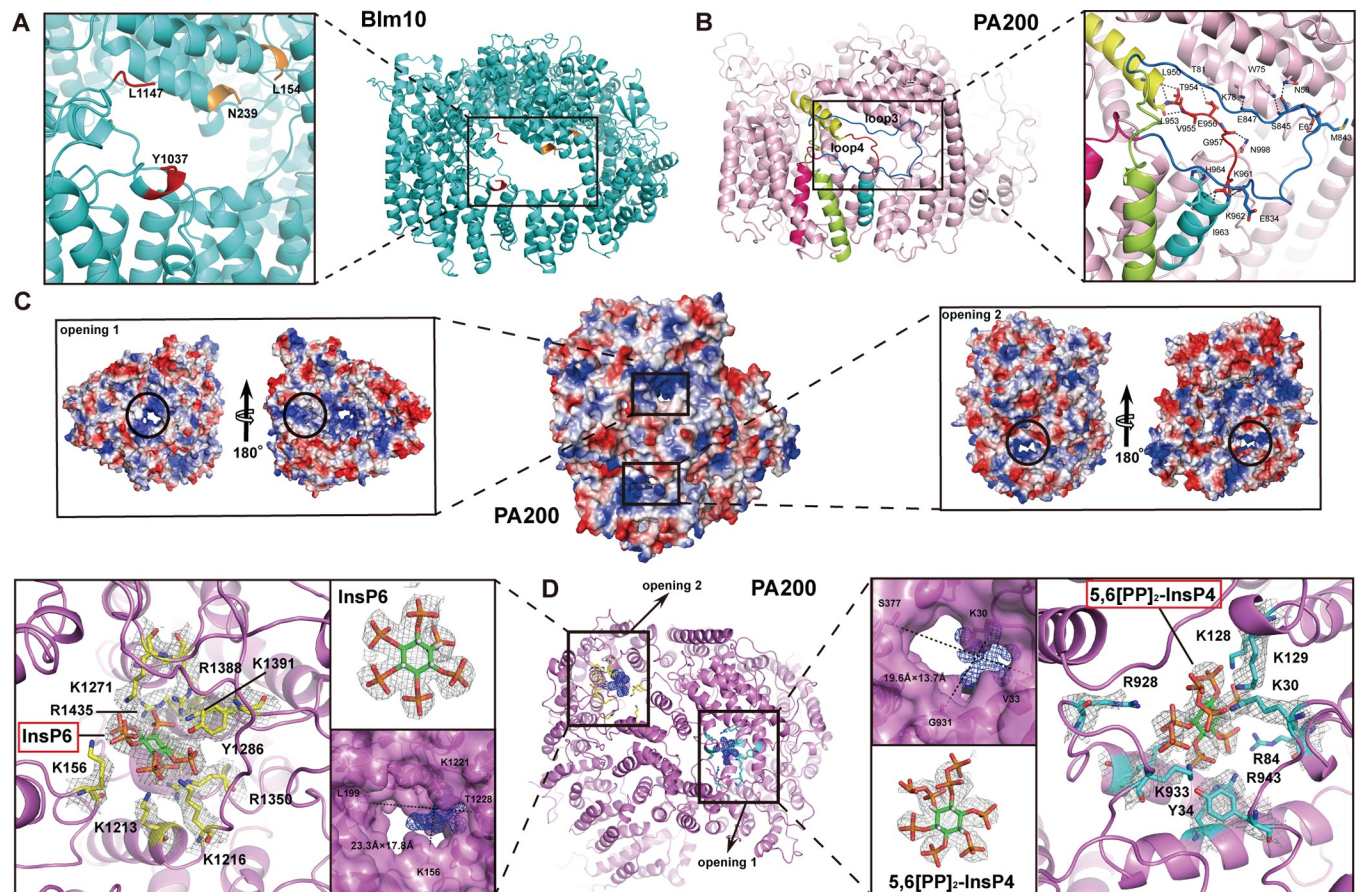 A
L1147
L154
N239
Y1037
Blm10
B
PA200
loop3
loop4
L950
T81
W75
N58
T954
K78
L953
E847
V955
E956
S845
E67
M843
G957
N998
H964
K961
K962
E834
I963
C
opening 1
180°
PA200
opening 2
180°
D
PA200
opening 2
opening 1
R1388
K1391
K1271
R1435
InsP6
Y1286
K156
R1350
K1213
K1216
InsP6
K1221
L199
T1228
23.3Å×17.8Å
K156
S377
K30
19.6Å×13.7Å
V33
G931
5,6[PP]₂-InsP4
5,6[PP]₂-InsP4
K128
K129
R928
K30
R84
R943
K933
Y34